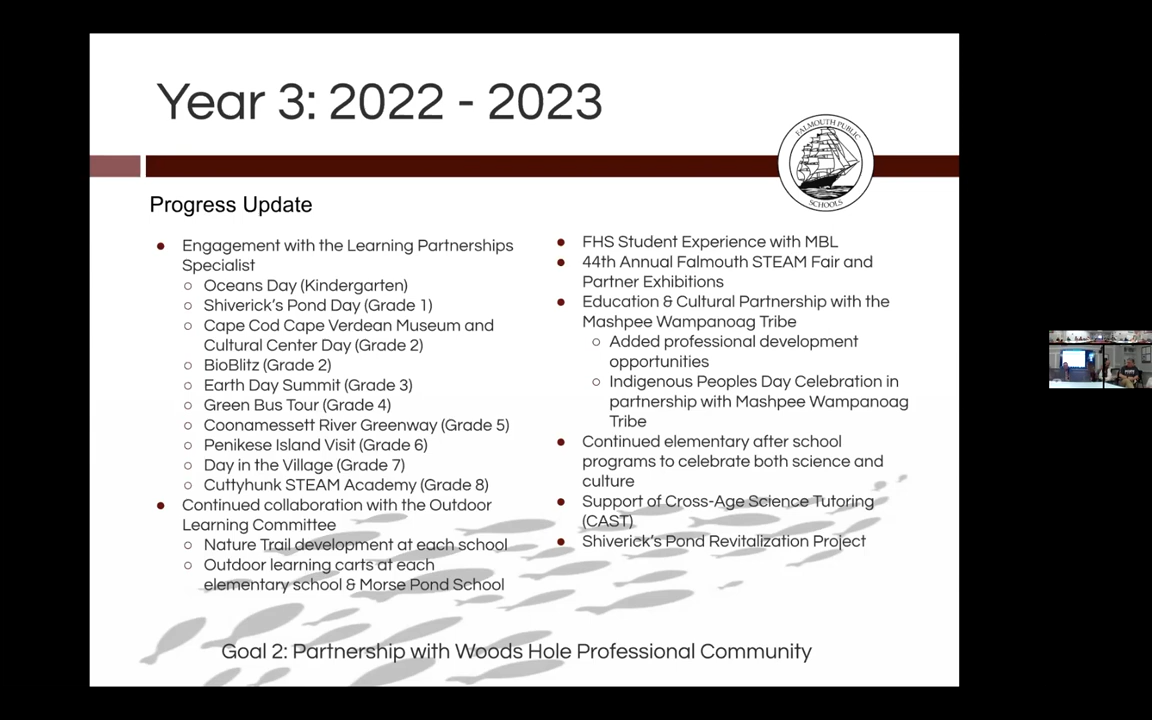 Year 3: 2022 - 2023
FALMOUTH PUBLIC
SCHOOLS
Progress Update
● Engagement with the Learning Partnerships
Specialist
○ Oceans Day (Kindergarten)
○ Shiverick's Pond Day (Grade 1)
○ Cape Cod Cape Verdean Museum and
Cultural Center Day (Grade 2)
○ BioBlitz (Grade 2)
○ Earth Day Summit (Grade 3)
○ Green Bus Tour (Grade 4)
○ Coonamessett River Greenway (Grade 5)
○ Penikese Island Visit (Grade 6)
○ Day in the Village (Grade 7)
○ Cuttyhunk STEAM Academy (Grade 8)
● Continued collaboration with the Outdoor
Learning Committee
○ Nature Trail development at each school
○ Outdoor learning carts at each
elementary school & Morse Pond School
● FHS Student Experience with MBL
● 44th Annual Falmouth STEAM Fair and
Partner Exhibitions
● Education & Cultural Partnership with the
Mashpee Wampanoag Tribe
○ Added professional development
opportunities
○ Indigenous Peoples Day Celebration in
partnership with Mashpee Wampanoag
Tribe
● Continued elementary after school
programs to celebrate both science and
culture
● Support of Cross-Age Science Tutoring
(CAST)
● Shiverick's Pond Revitalization Project
Goal 2: Partnership with Woods Hole Professional Community